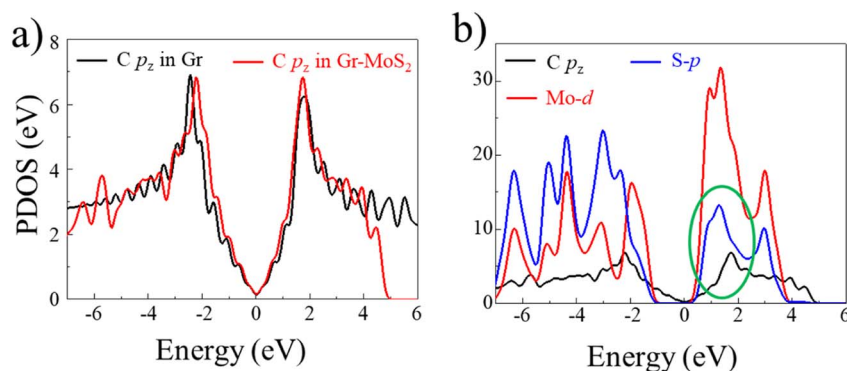 a)
C pz in Gr
C pz in Gr-MoS2
PDOS (eV)
8
6
4
2
0
-6
-4
-2
0
2
4
6
Energy (eV)
b)
C pz
S-p
Mo-d
30
20
10
0
-6
-4
-2
0
2
4
6
Energy (eV)